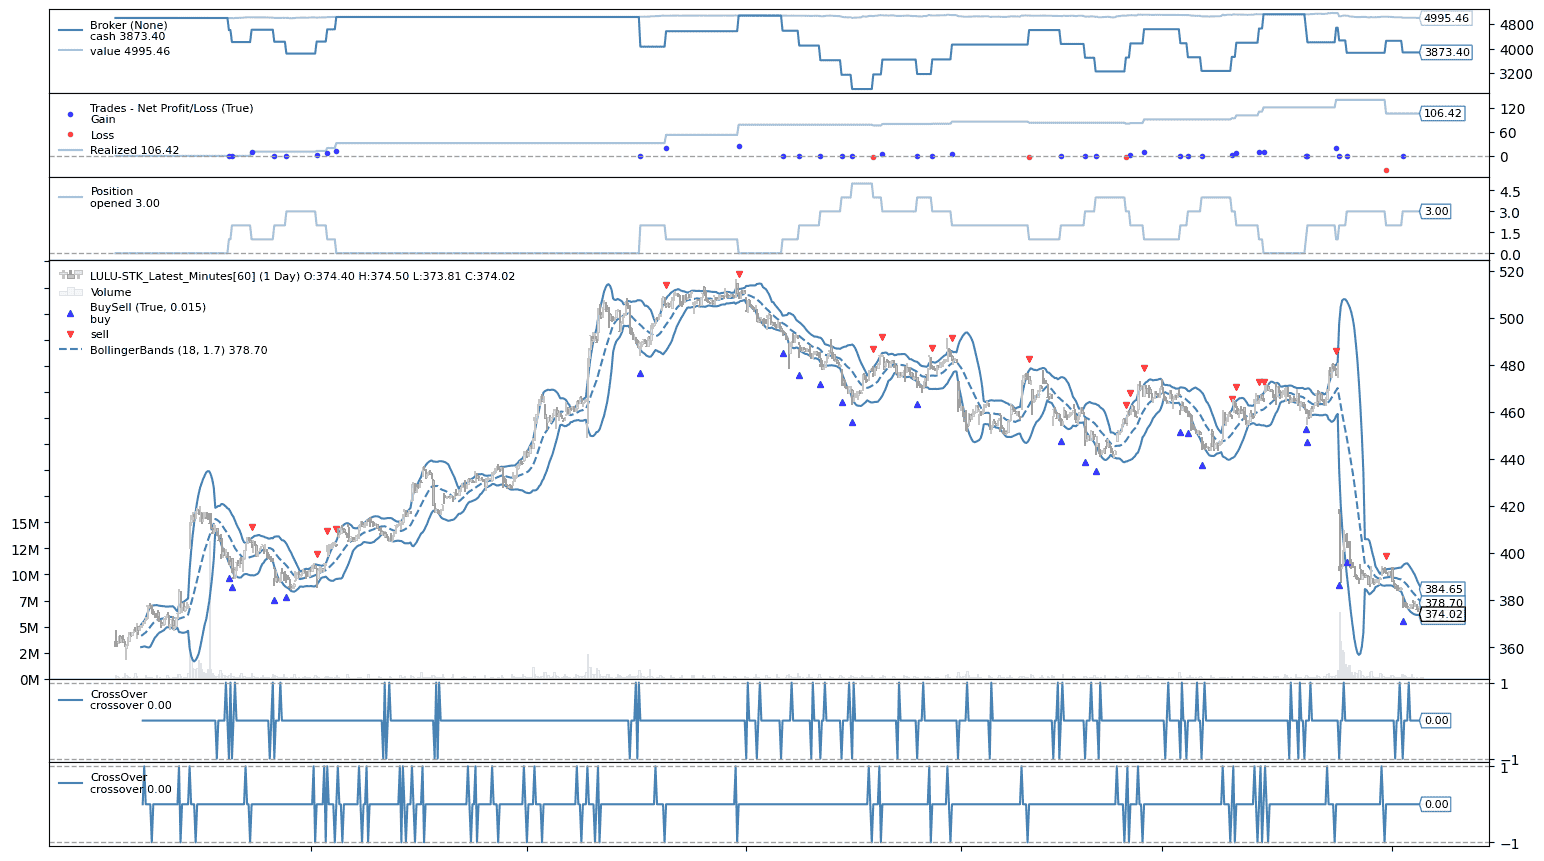 Broker (None)
cash 3873.40
value 4995.46
4995.46
3873.40
4800
4000
3200
Trades - Net Profit/Loss (True)
Gain
Loss
Realized 106.42
106.42
120
60
0
Position
opened 3.00
3.00
4.5
3.0
1.5
0.0
LULU-STK_Latest_Minutes[60] (1 Day) O:374.40 H:374.50 L:373.81 C:374.02
Volume
BuySell (True, 0.015)
buy
sell
BollingerBands (18, 1.7) 378.70
15M
12M
10M
7M
5M
2M
0M
520
500
480
460
440
420
400
380
360
384.65
378.70
374.02
CrossOver
crossover 0.00
0.00
1
−1
CrossOver
crossover 0.00
0.00
1
−1